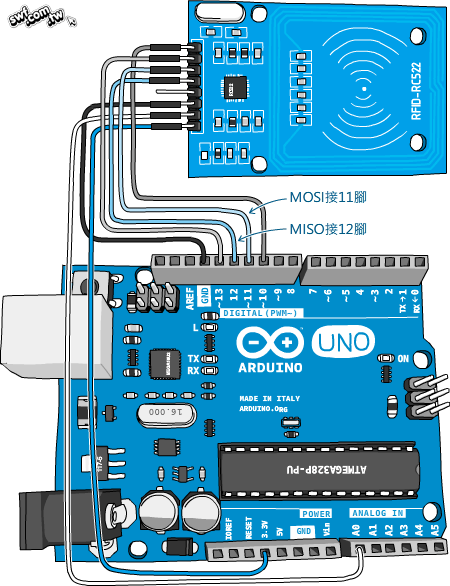 swf.com.tw
RFID-RC522
MOSI接11腳
MISO接12腳
AREF
GND
~13
12
~11
~10
~9
8
7
~6
~5
~4
~3
2
TX→1
RX←0
DIGITAL (PWM~)
L
TX
RX
UNO
ON
ARDUINO
MADE IN ITALY
ARDUINO.ORG
16.000
ATMEGA328P-PU
117-5
POWER
ANALOG IN
IOREF
RESET
3.3V
5V
GND
Vin
A0
A1
A2
A3
A4
A5